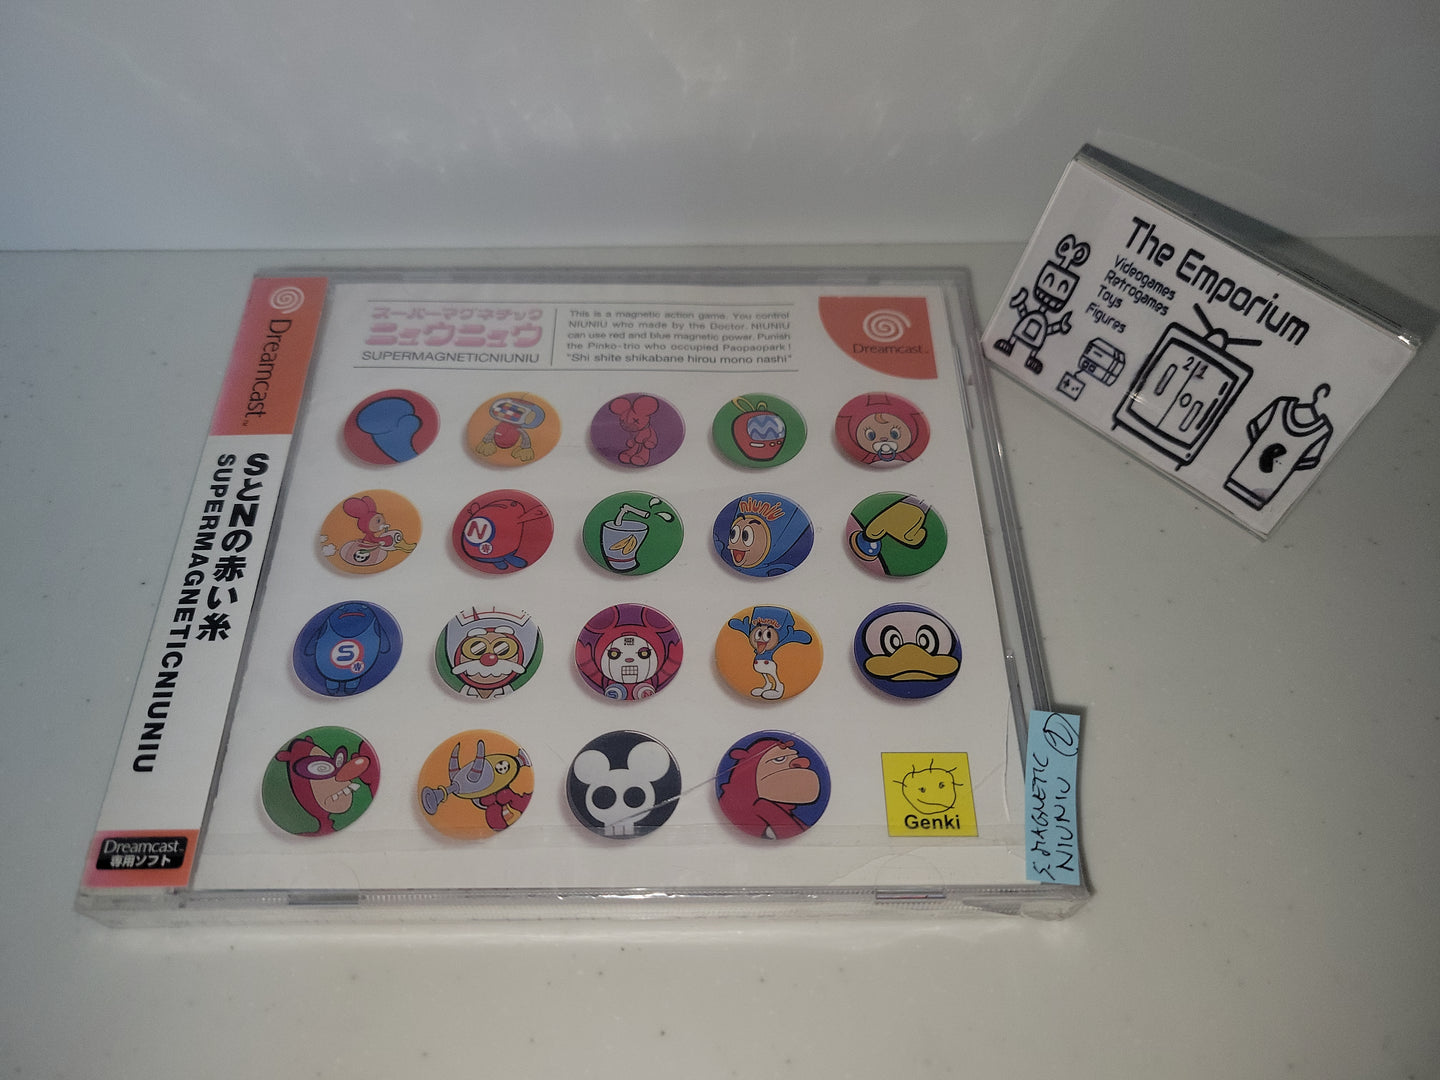 Dreamcast™
SとNの赤い糸
SUPERMAGNETICNIUNIU
Dreamcast™
専用ソフト
スーパーマグネチック
ニュウニュウ
SUPERMAGNETICNIUNIU
This is a magnetic action game. You control
NIUNIU who made by the Doctor. NIUNIU
can use red and blue magnetic power. Punish
the Pinko-trio who occupied Paopaopark !
"Shi shite shikabane hirou mono nashi"
Dreamcast™
N
niuniu
S
S
N
Genki
S. MAGNETIC
NIUNIU
The Emporium
Videogames
Retrogames
Toys
Figures